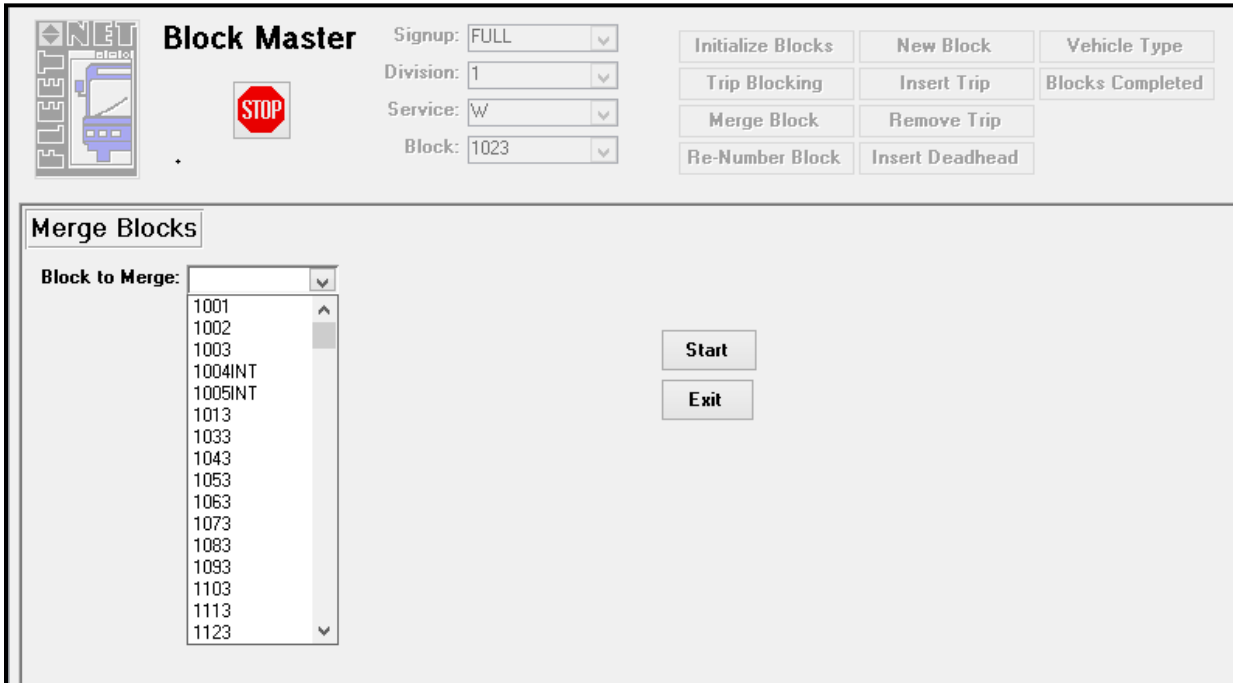 FLEET NET
Block Master
STOP
Signup: FULL
Division: 1
Service: W
Block: 1023
Initialize Blocks New Block Vehicle Type
Trip Blocking Insert Trip Blocks Completed
Merge Block Remove Trip
Re-Number Block Insert Deadhead
Merge Blocks
Block to Merge:
1001
1002
1003
1004INT
1005INT
1013
1033
1043
1053
1063
1073
1083
1093
1103
1113
1123
Start
Exit